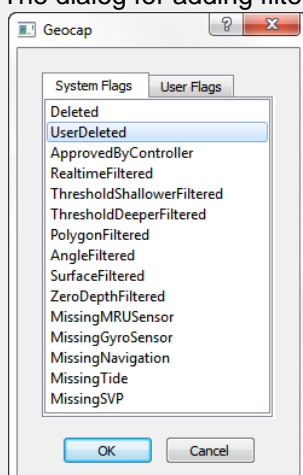 The dialog for adding filte
Geocap
System Flags User Flags
Deleted
UserDeleted
ApprovedByController
RealtimeFiltered
ThresholdShallowerFiltered
ThresholdDeeperFiltered
PolygonFiltered
AngleFiltered
SurfaceFiltered
ZeroDepthFiltered
MissingMRUSensor
MissingGyroSensor
MissingNavigation
MissingTide
MissingSVP
OK Cancel